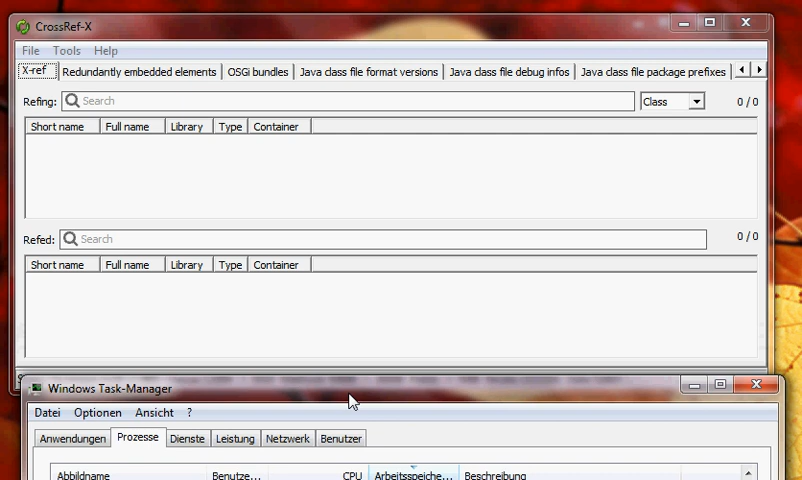 CrossRef-X
File Tools Help
X-ref Redundantly embedded elements OSGi bundles Java class file format versions Java class file debug infos Java class file package prefixes
Refing: Search Class 0 / 0
Short name Full name Library Type Container
Refed: Search 0 / 0
Short name Full name Library Type Container
Windows Task-Manager
Datei Optionen Ansicht ?
Anwendungen Prozesse Dienste Leistung Netzwerk Benutzer
Abbildname Benutze... CPU Arbeitsspeiche... Beschreibung